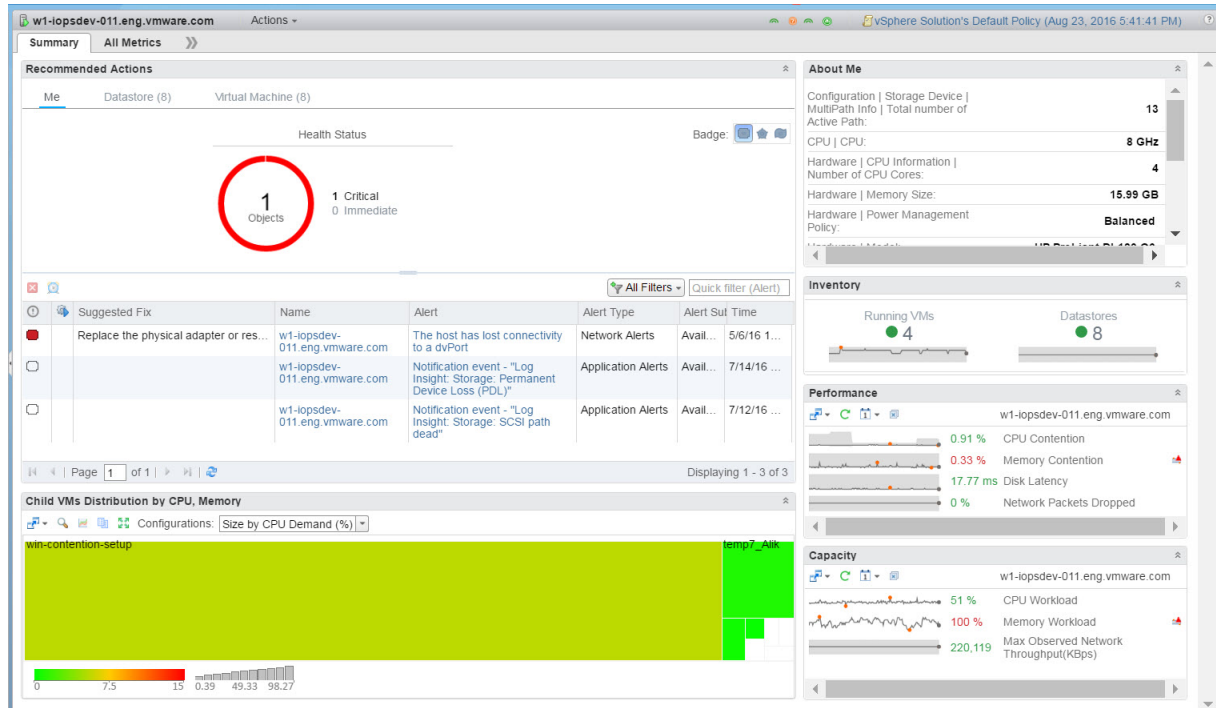 w1-iopsdev-011.eng.vmware.com Actions
vSphere Solution's Default Policy (Aug 23, 2016 5:41:41 PM)
Summary All Metrics
Recommended Actions
Me Datastore (8) Virtual Machine (8)
Health Status
Badge:
1
Objects
1 Critical
0 Immediate
All Filters Quick filter (Alert)
Suggested Fix Name Alert Alert Type Alert Sul Time
Replace the physical adapter or res... w1-iopsdev-
011.eng.vmware.com The host has lost connectivity
to a dvPort Network Alerts Avail... 5/6/16 1...
w1-iopsdev-
011.eng.vmware.com Notification event - "Log
Insight: Storage: Permanent
Device Loss (PDL)" Application Alerts Avail... 7/14/16 ...
w1-iopsdev-
011.eng.vmware.com Notification event - "Log
Insight: Storage: SCSI path
dead" Application Alerts Avail... 7/12/16 ...
Page 1 of 1
Displaying 1 - 3 of 3
Child VMs Distribution by CPU, Memory
Configurations: Size by CPU Demand (%)
win-contention-setup temp7_Alik
0 7.5 15 0.39 49.33 98.27
About Me
Configuration | Storage Device |
MultiPath Info | Total number of
Active Path: 13
CPU | CPU: 8 GHz
Hardware | CPU Information |
Number of CPU Cores: 4
Hardware | Memory Size: 15.99 GB
Hardware | Power Management
Policy: Balanced
Inventory
Running VMs Datastores
4 8
Performance
w1-iopsdev-011.eng.vmware.com
0.91 % CPU Contention
0.33 % Memory Contention
17.77 ms Disk Latency
0 % Network Packets Dropped
Capacity
w1-iopsdev-011.eng.vmware.com
51 % CPU Workload
100 % Memory Workload
220,119 Max Observed Network
Throughput(KBps)